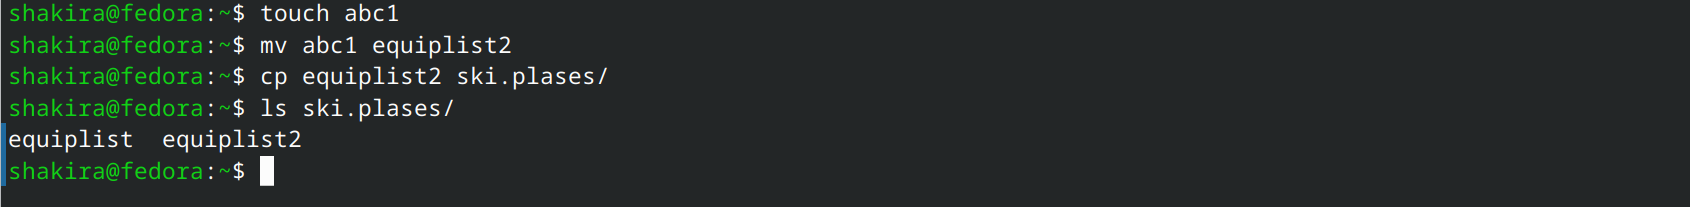 shakira@fedora:~$ touch abc1
shakira@fedora:~$ mv abc1 equiplist2
shakira@fedora:~$ cp equiplist2 ski.plases/
shakira@fedora:~$ ls ski.plases/
equiplist  equiplist2
shakira@fedora:~$